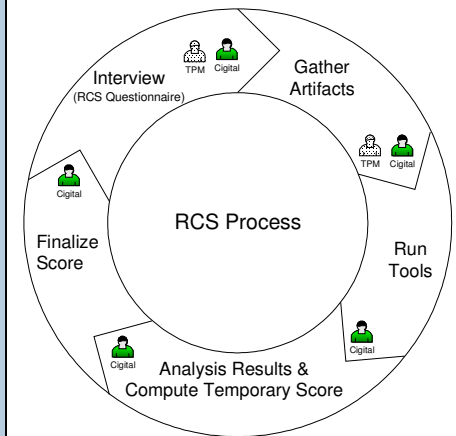 Interview
(RCS Questionnaire)
TPM
Cigital
Gather
Artifacts
TPM
Cigital
Run
Tools
Cigital
Analysis Results &
Compute Temporary Score
Cigital
Finalize
Score
Cigital
RCS Process